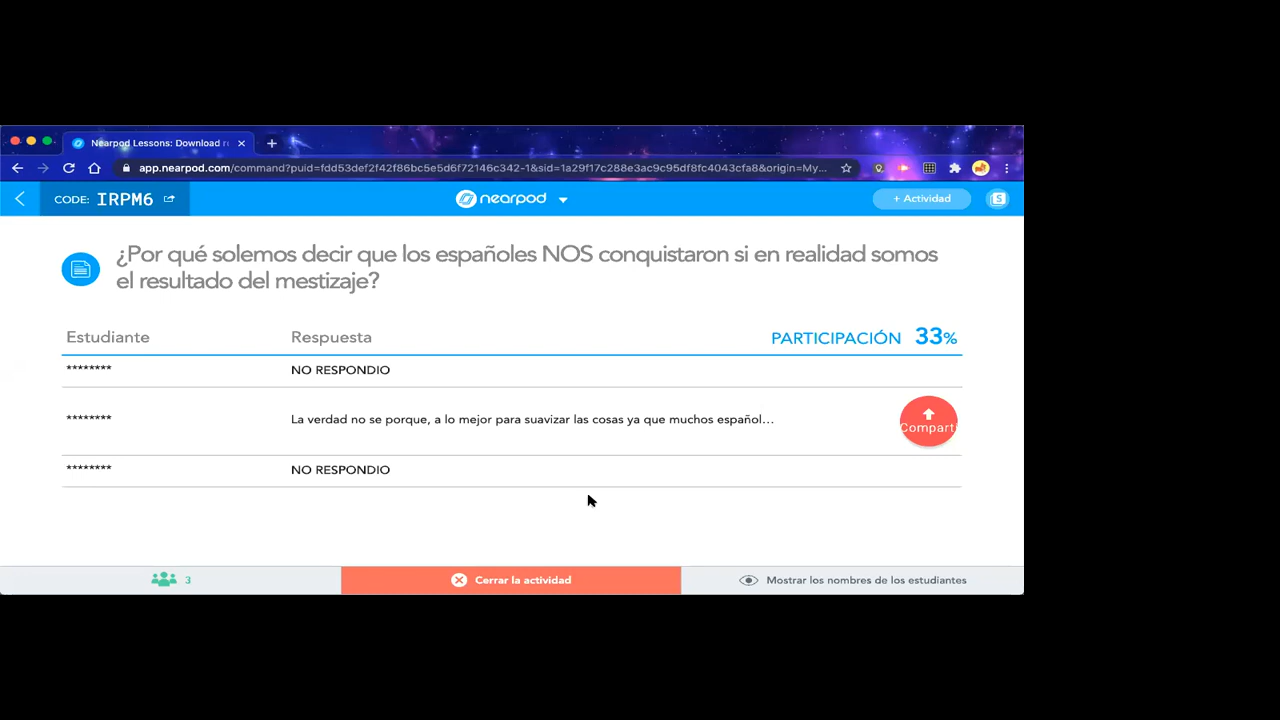 Nearpod Lessons: Download r
app.nearpod.com/command?puid=fdd53def2f42f86bc5e5d6f72146c342-1&sid=1a29f17c288e3ac9c95df8fc4043cfa8&origin=My...
CODE: IRPM6
nearpod
+ Actividad
S
¿Por qué solemos decir que los españoles NOS conquistaron si en realidad somos
el resultado del mestizaje?
Estudiante Respuesta PARTICIPACIÓN 33%
******** NO RESPONDIO
******** La verdad no se porque, a lo mejor para suavizar las cosas ya que muchos español...
Comparti
******** NO RESPONDIO
3 Cerrar la actividad Mostrar los nombres de los estudiantes